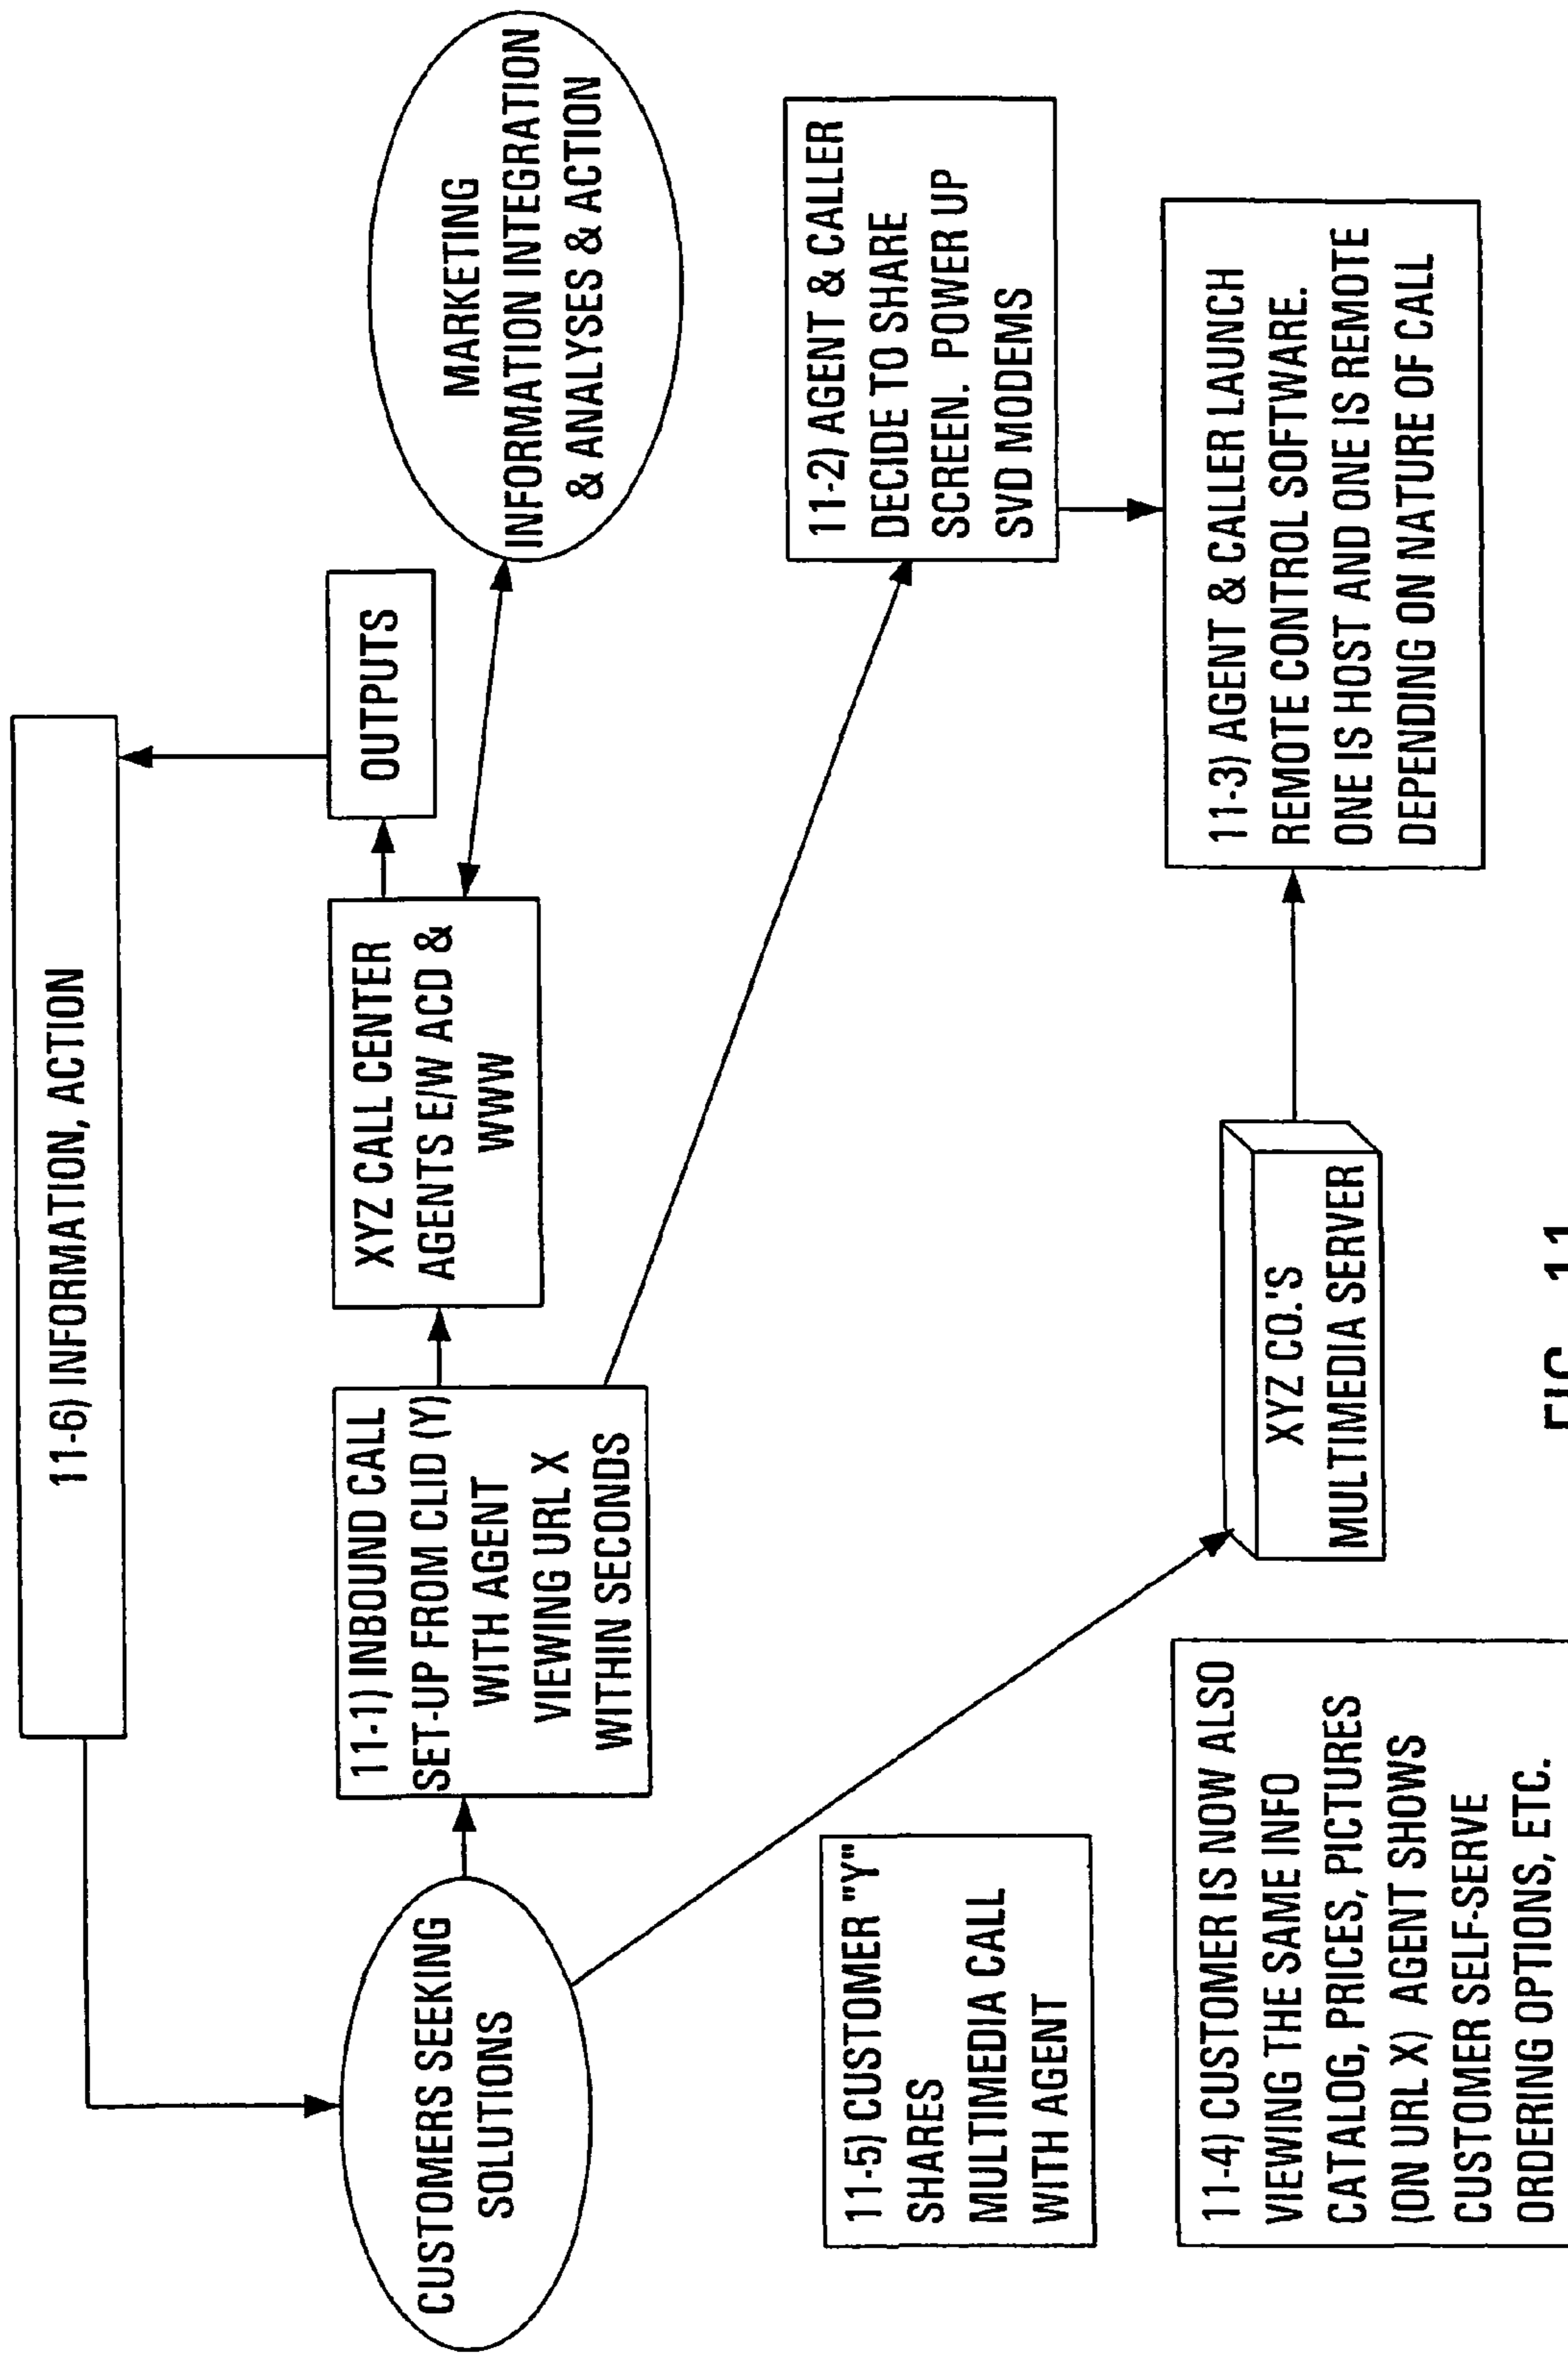 11-6) INFORMATION, ACTION
CUSTOMERS SEEKING
SOLUTIONS
11-1) INBOUND CALL
SET-UP FROM CLID (Y)
WITH AGENT
VIEWING URL X
WITHIN SECONDS
XYZ CALL CENTER
AGENTS E/W ACD &
WWW
OUTPUTS
MARKETING
INFORMATION INTEGRATION
& ANALYSES & ACTION
11-5) CUSTOMER "Y"
SHARES
MULTIMEDIA CALL
WITH AGENT
11-2) AGENT & CALLER
DECIDE TO SHARE
SCREEN. POWER UP
SVD MODEMS
11-4) CUSTOMER IS NOW ALSO
VIEWING THE SAME INFO
CATALOG, PRICES, PICTURES
(ON URL X) AGENT SHOWS
CUSTOMER SELF-SERVE
ORDERING OPTIONS, ETC.
XYZ CO.'S
MULTIMEDIA SERVER
11-3) AGENT & CALLER LAUNCH
REMOTE CONTROL SOFTWARE.
ONE IS HOST AND ONE IS REMOTE
DEPENDING ON NATURE OF CALL
FIG. 11